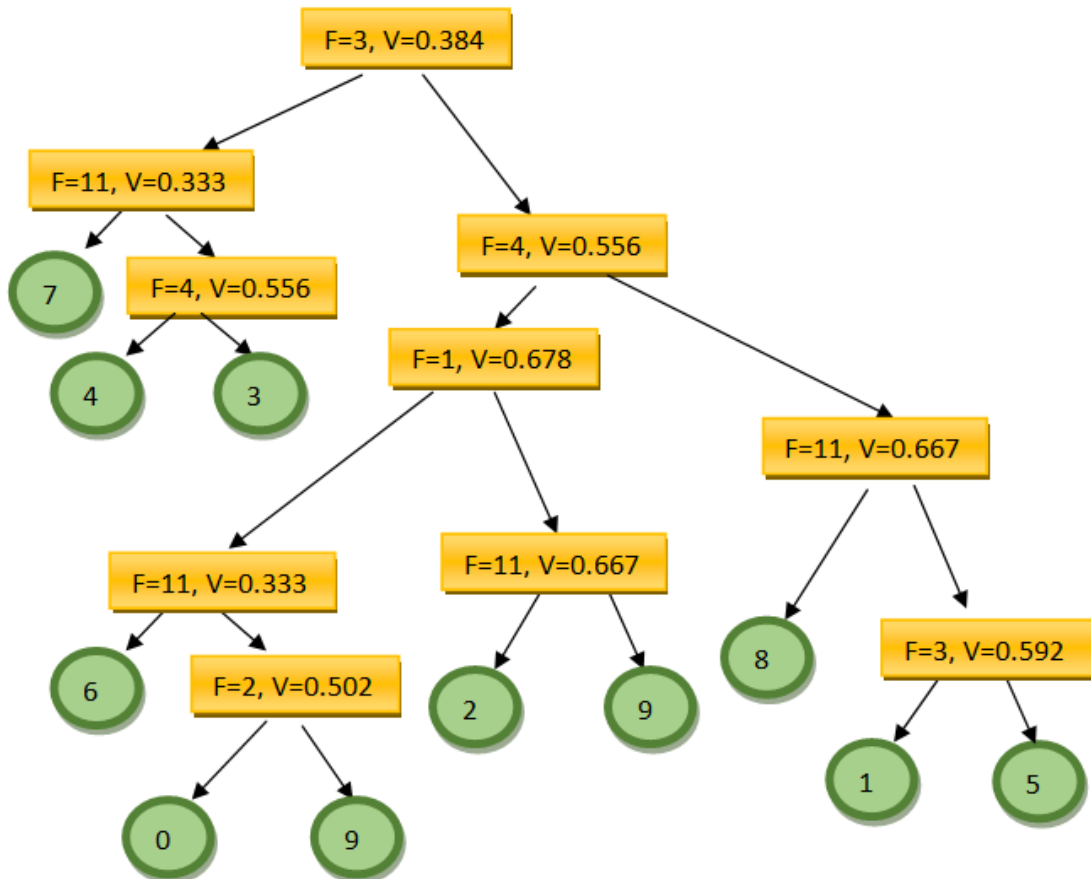 F=3, V=0.384
F=11, V=0.333
F=4, V=0.556
7
F=4, V=0.556
F=1, V=0.678
4
3
F=11, V=0.667
F=11, V=0.333
F=11, V=0.667
8
F=3, V=0.592
6
F=2, V=0.502
2
9
1
5
0
9